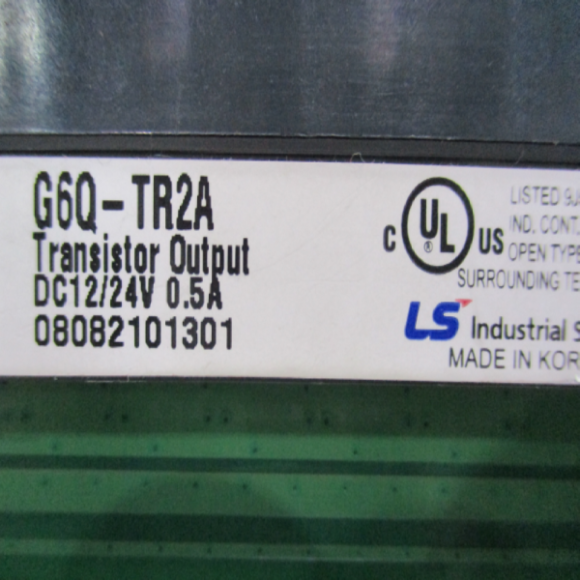 G6Q-TR2A
Transistor Output
DC12/24V 0.5A
08082101301
C UL ® US
LISTED
IND. CONT.
OPEN TYPE
SURROUNDING
LS Industrial
MADE IN